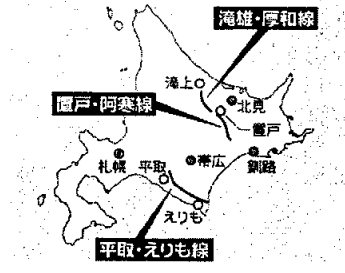 滝雄・厚和線
滝上
北見
置戸・阿寒線
置戸
札幌
平取
帯広
釧路
えりも
平取・えりも線